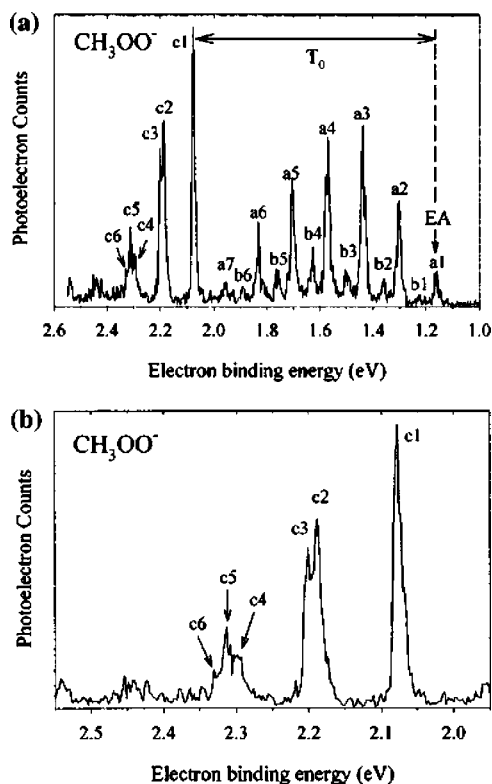 (a)
CH₃OO⁻
c1
T₀
c2
c3
a3
a4
a5
a2
EA
a6
c5
c6
c4
b4
b3
b5
b2
a7
b6
b1
a1
Photoelectron Counts
2.6 2.4 2.2 2.0 1.8 1.6 1.4 1.2 1.0
Electron binding energy (eV)
(b)
CH₃OO⁻
c1
c2
c3
c5
c4
c6
Photoelectron Counts
2.5 2.4 2.3 2.2 2.1 2.0
Electron binding energy (eV)